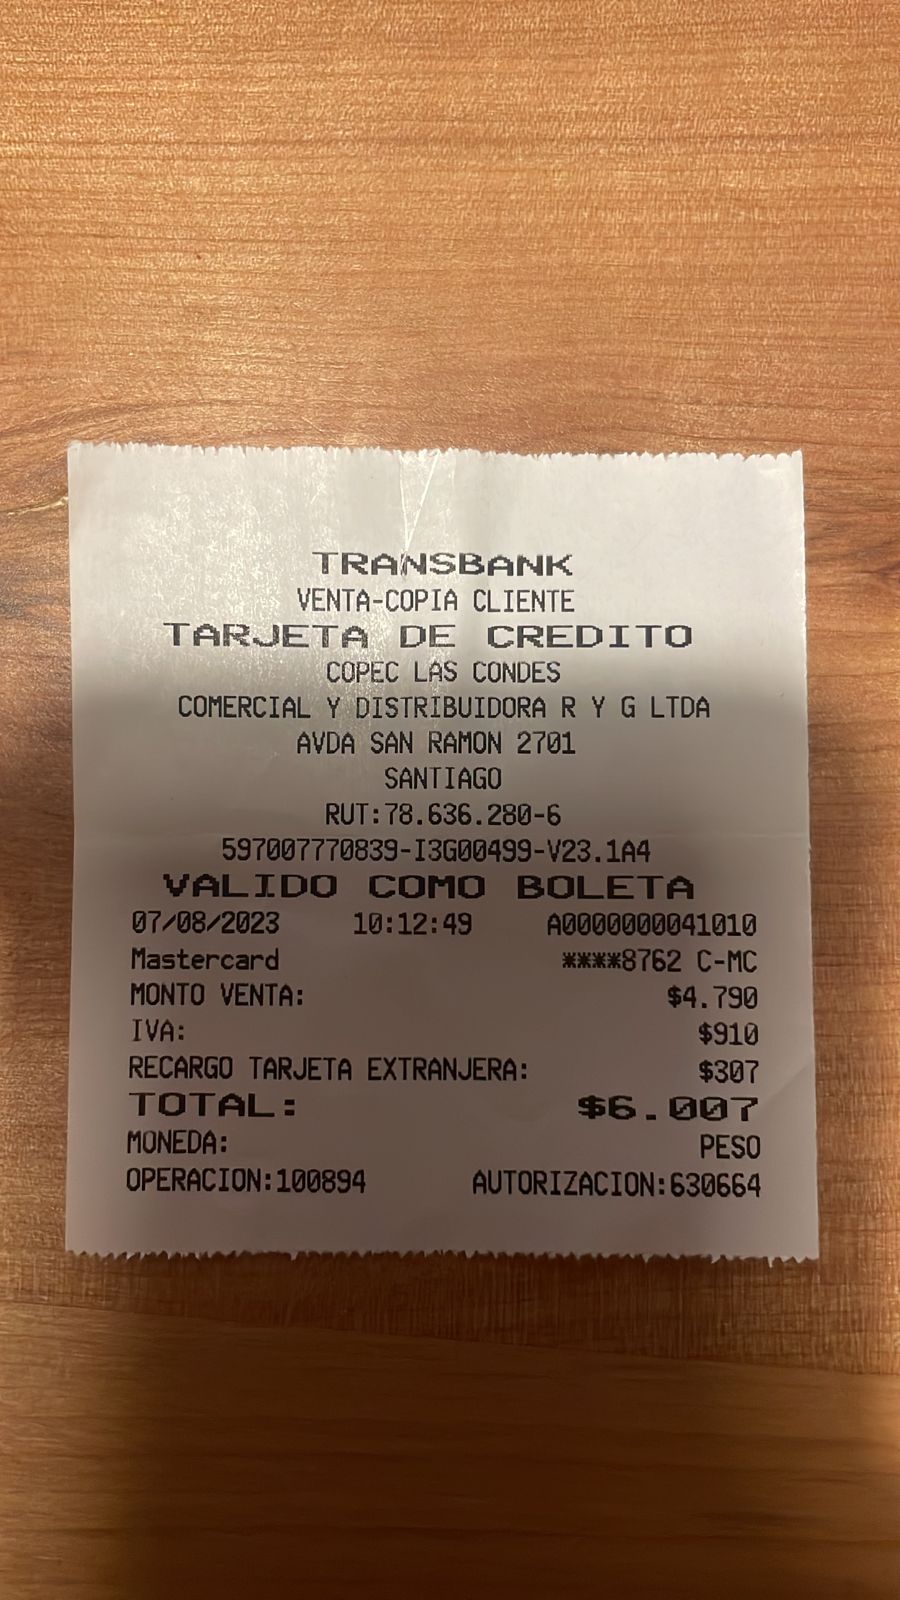 TRANSBANK
VENTA-COPIA CLIENTE
TARJETA DE CREDITO
COPEC LAS CONDES
COMERCIAL Y DISTRIBUIDORA R Y G LTDA
AVDA SAN RAMON 2701
SANTIAGO
RUT:78.636.280-6
597007770839-I3G00499-V23.1A4
VALIDO COMO BOLETA
07/08/2023 10:12:49 A0000000041010
Mastercard ****8762 C-MC
MONTO VENTA: $4.790
IVA: $910
RECARGO TARJETA EXTRANJERA: $307
TOTAL: $6.007
MONEDA: PESO
OPERACION:100894 AUTORIZACION:630664